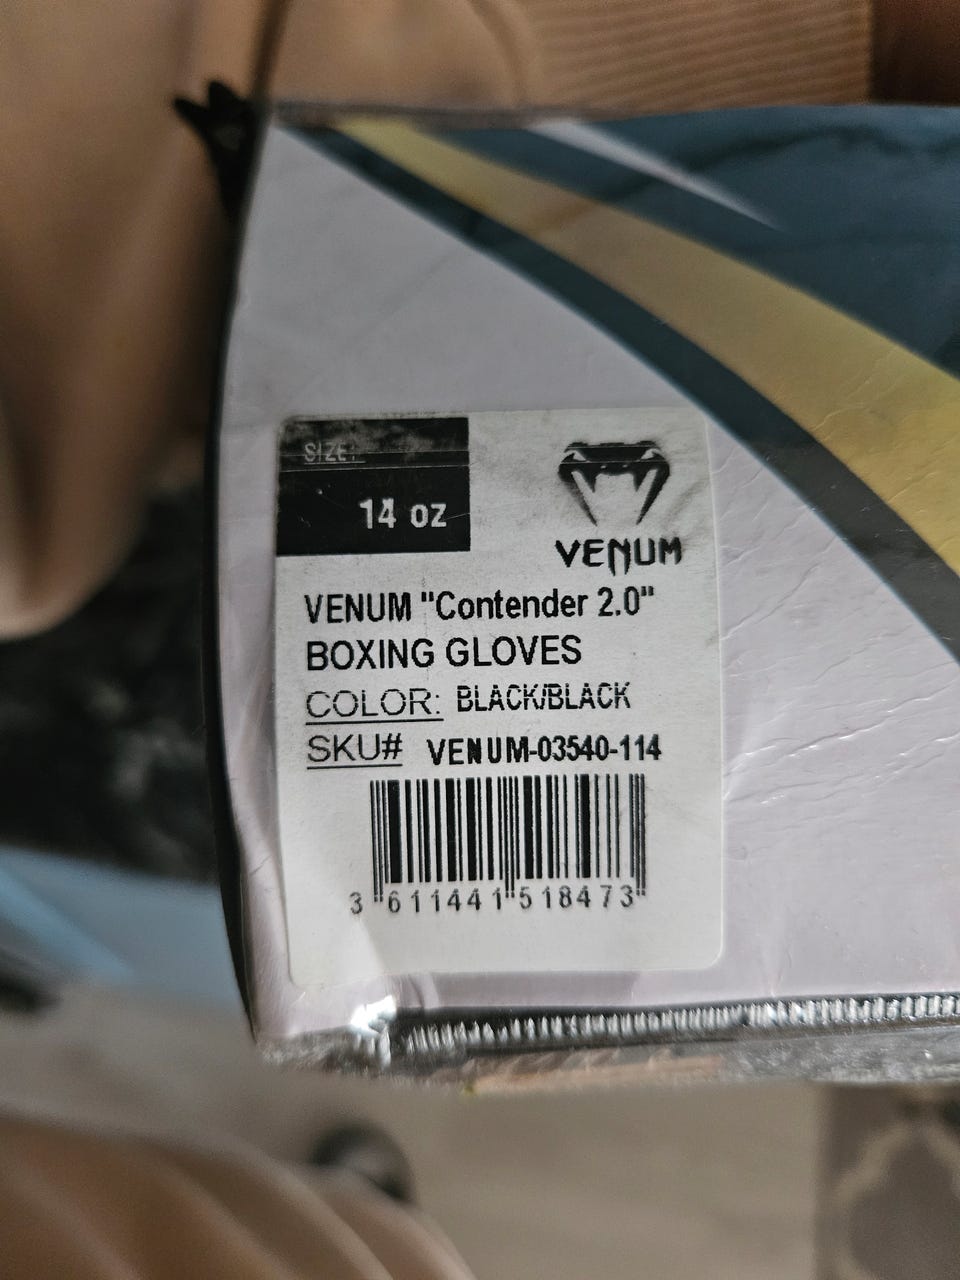 SIZE:
14 oz
VENUM
VENUM "Contender 2.0"
BOXING GLOVES
COLOR: BLACK/BLACK
SKU# VENUM-03540-114
3 611441 518473